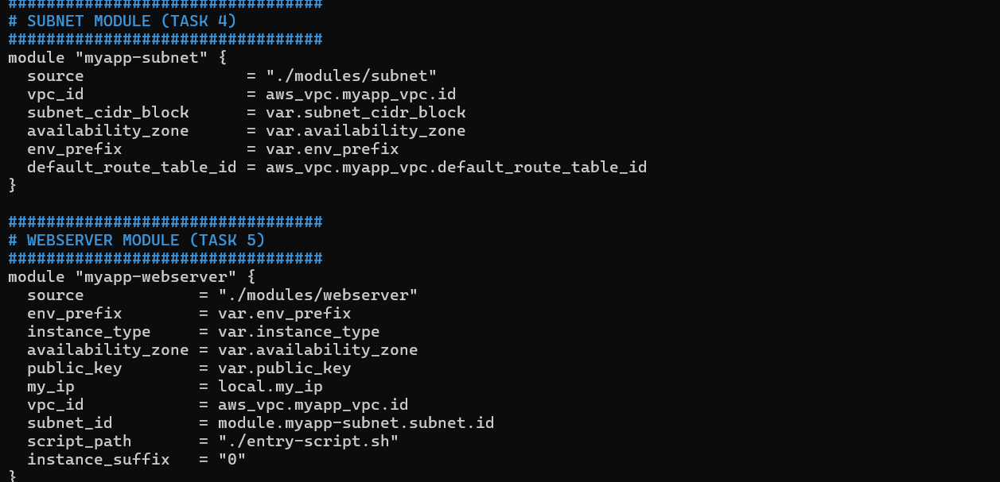 #################################
# SUBNET MODULE (TASK 4)
#################################
module "myapp-subnet" {
  source                 = "./modules/subnet"
  vpc_id                 = aws_vpc.myapp_vpc.id
  subnet_cidr_block      = var.subnet_cidr_block
  availability_zone      = var.availability_zone
  env_prefix             = var.env_prefix
  default_route_table_id = aws_vpc.myapp_vpc.default_route_table_id
}

#################################
# WEBSERVER MODULE (TASK 5)
#################################
module "myapp-webserver" {
  source            = "./modules/webserver"
  env_prefix        = var.env_prefix
  instance_type     = var.instance_type
  availability_zone = var.availability_zone
  public_key        = var.public_key
  my_ip             = local.my_ip
  vpc_id            = aws_vpc.myapp_vpc.id
  subnet_id         = module.myapp-subnet.subnet.id
  script_path       = "./entry-script.sh"
  instance_suffix   = "0"
}